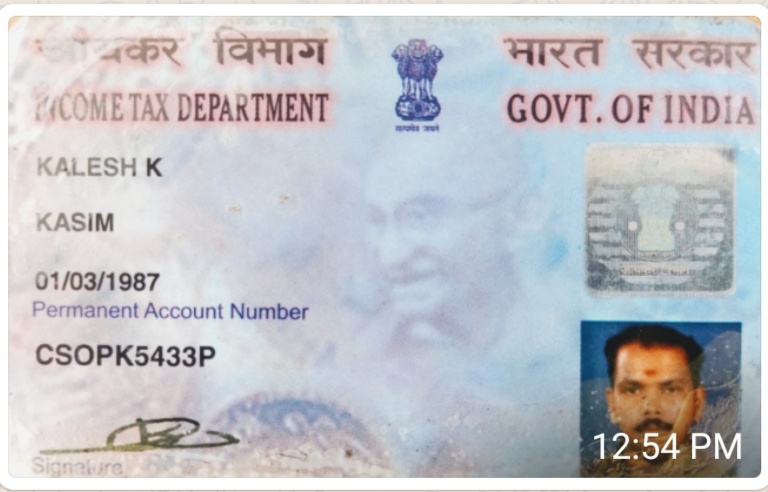 आयकर विभाग
भारत सरकार
INCOME TAX DEPARTMENT
GOVT. OF INDIA
सत्यमेव जयते
KALESH K
KASIM
01/03/1987
Permanent Account Number
CSOPK5433P
Signature
12:54 PM